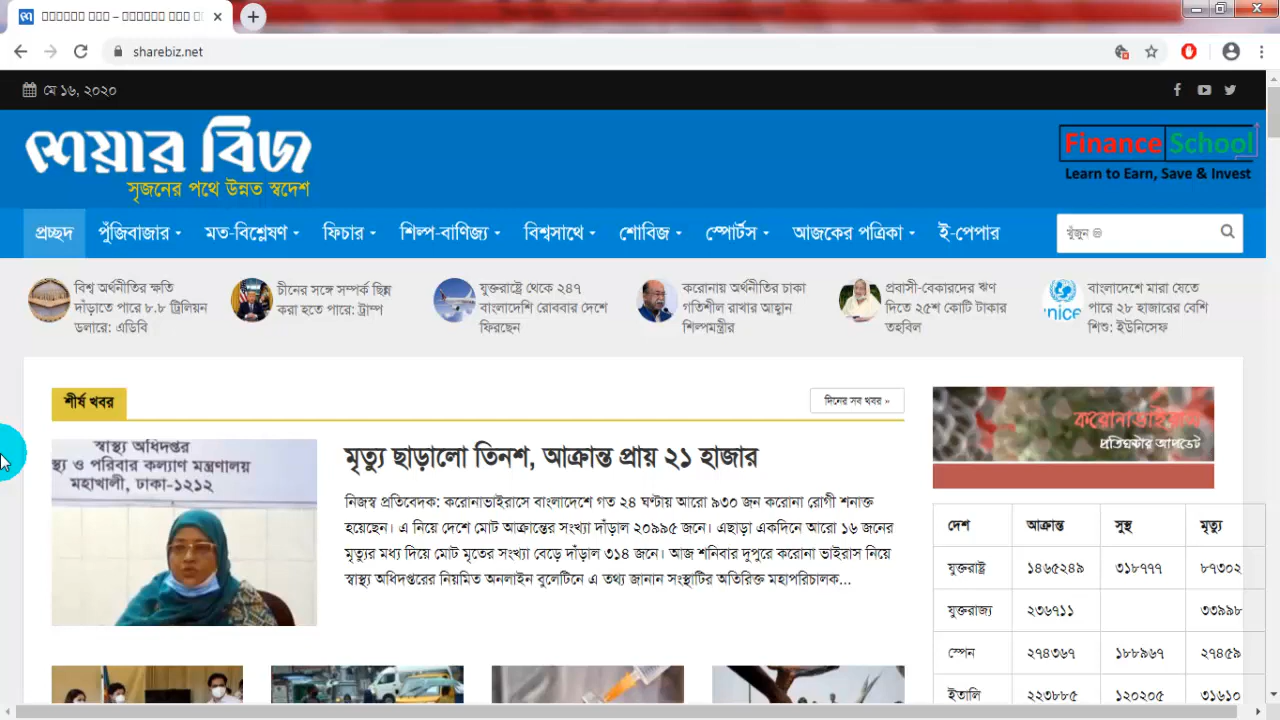 sharebiz.net
মে ১৬, ২০২০
শেয়ার বিজ
সৃজনের পথে উন্নত স্বদেশ
Finance School
Learn to Earn, Save & Invest
প্রচ্ছদ পুঁজিবাজার মত-বিশ্লেষণ ফিচার শিল্প-বাণিজ্য বিশ্বসাথে শোবিজ স্পোর্টস আজকের পত্রিকা ই-পেপার
খুঁজুন @
বিশ্ব অর্থনীতির ক্ষতি
দাঁড়াতে পারে ৮.৮ ট্রিলিয়ন
ডলারে: এডিবি
চীনের সঙ্গে সম্পর্ক ছিন্ন
করা হতে পারে: ট্রাম্প
যুক্তরাষ্ট্রে থেকে ২৪৭
বাংলাদেশি রোববার দেশে
ফিরছেন
করোনায় অর্থনীতির চাকা
গতিশীল রাখার আহ্বান
শিল্পমন্ত্রীর
প্রবাসী-বেকারদের ঋণ
দিতে ২৫শ কোটি টাকার
তহবিল
বাংলাদেশে মারা যেতে
পারে ২৮ হাজারের বেশি
শিশু: ইউনিসেফ
শীর্ষ খবর
দিনের সব খবর »
স্বাস্থ্য অধিদপ্তর
স্থ্য ও পরিবার কল্যাণ মন্ত্রণালয়
মহাখালী, ঢাকা-১২১২
মৃত্যু ছাড়ালো তিনশ, আক্রান্ত প্রায় ২১ হাজার
নিজস্ব প্রতিবেদক: করোনাভাইরাসে বাংলাদেশে গত ২৪ ঘণ্টায় আরো ৯৩০ জন করোনা রোগী শনাক্ত
হয়েছেন। এ নিয়ে দেশে মোট আক্রান্তের সংখ্যা দাঁড়াল ২০৯৯৫ জনে। এছাড়া একদিনে আরো ১৬ জনের
মৃত্যুর মধ্য দিয়ে মোট মৃতের সংখ্যা বেড়ে দাঁড়াল ৩১৪ জনে। আজ শনিবার দুপুরে করোনা ভাইরাস নিয়ে
স্বাস্থ্য অধিদপ্তরের নিয়মিত অনলাইন বুলেটিনে এ তথ্য জানান সংস্থাটির অতিরিক্ত মহাপরিচালক...
করোনাভাইরাস
প্রতিঘণ্টার আপডেট
দেশ আক্রান্ত সুস্থ মৃত্যু
যুক্তরাষ্ট্র ১৪৬৫২৪৯ ৩১৮৭৭৭ ৮৭৩০২
যুক্তরাজ্য ২৩৬৭১১ ৩৩৯৯৮
স্পেন ২৭৪৩৬৭ ১৮৮৯৬৭ ২৭৪৫৯
ইতালি ২২৩৮৮৫ ১২০২০৫ ৩১৬১০